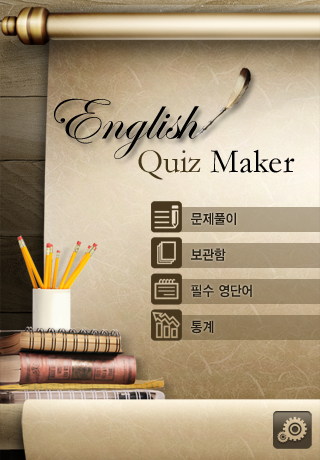 English
Quiz Maker
문제풀이
보관함
필수 영단어
통계